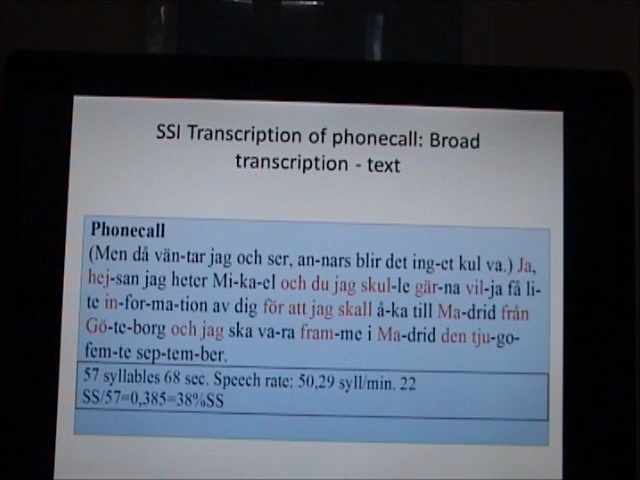 SSI Transcription of phonecall: Broad
transcription - text
Phonecall
(Men då vän-tar jag och ser, an-nars blir det ing-et kul va.) Ja,
hej-san jag heter Mi-ka-el och du jag skul-le gär-na vil-ja få li-
te in-for-ma-tion av dig för att jag skall å-ka till Ma-drid från
Gö-te-borg och jag ska va-ra fram-me i Ma-drid den tju-go-
fem-te sep-tem-ber.
57 syllables 68 sec. Speech rate: 50,29 syll/min. 22
SS/57=0,385=38%SS